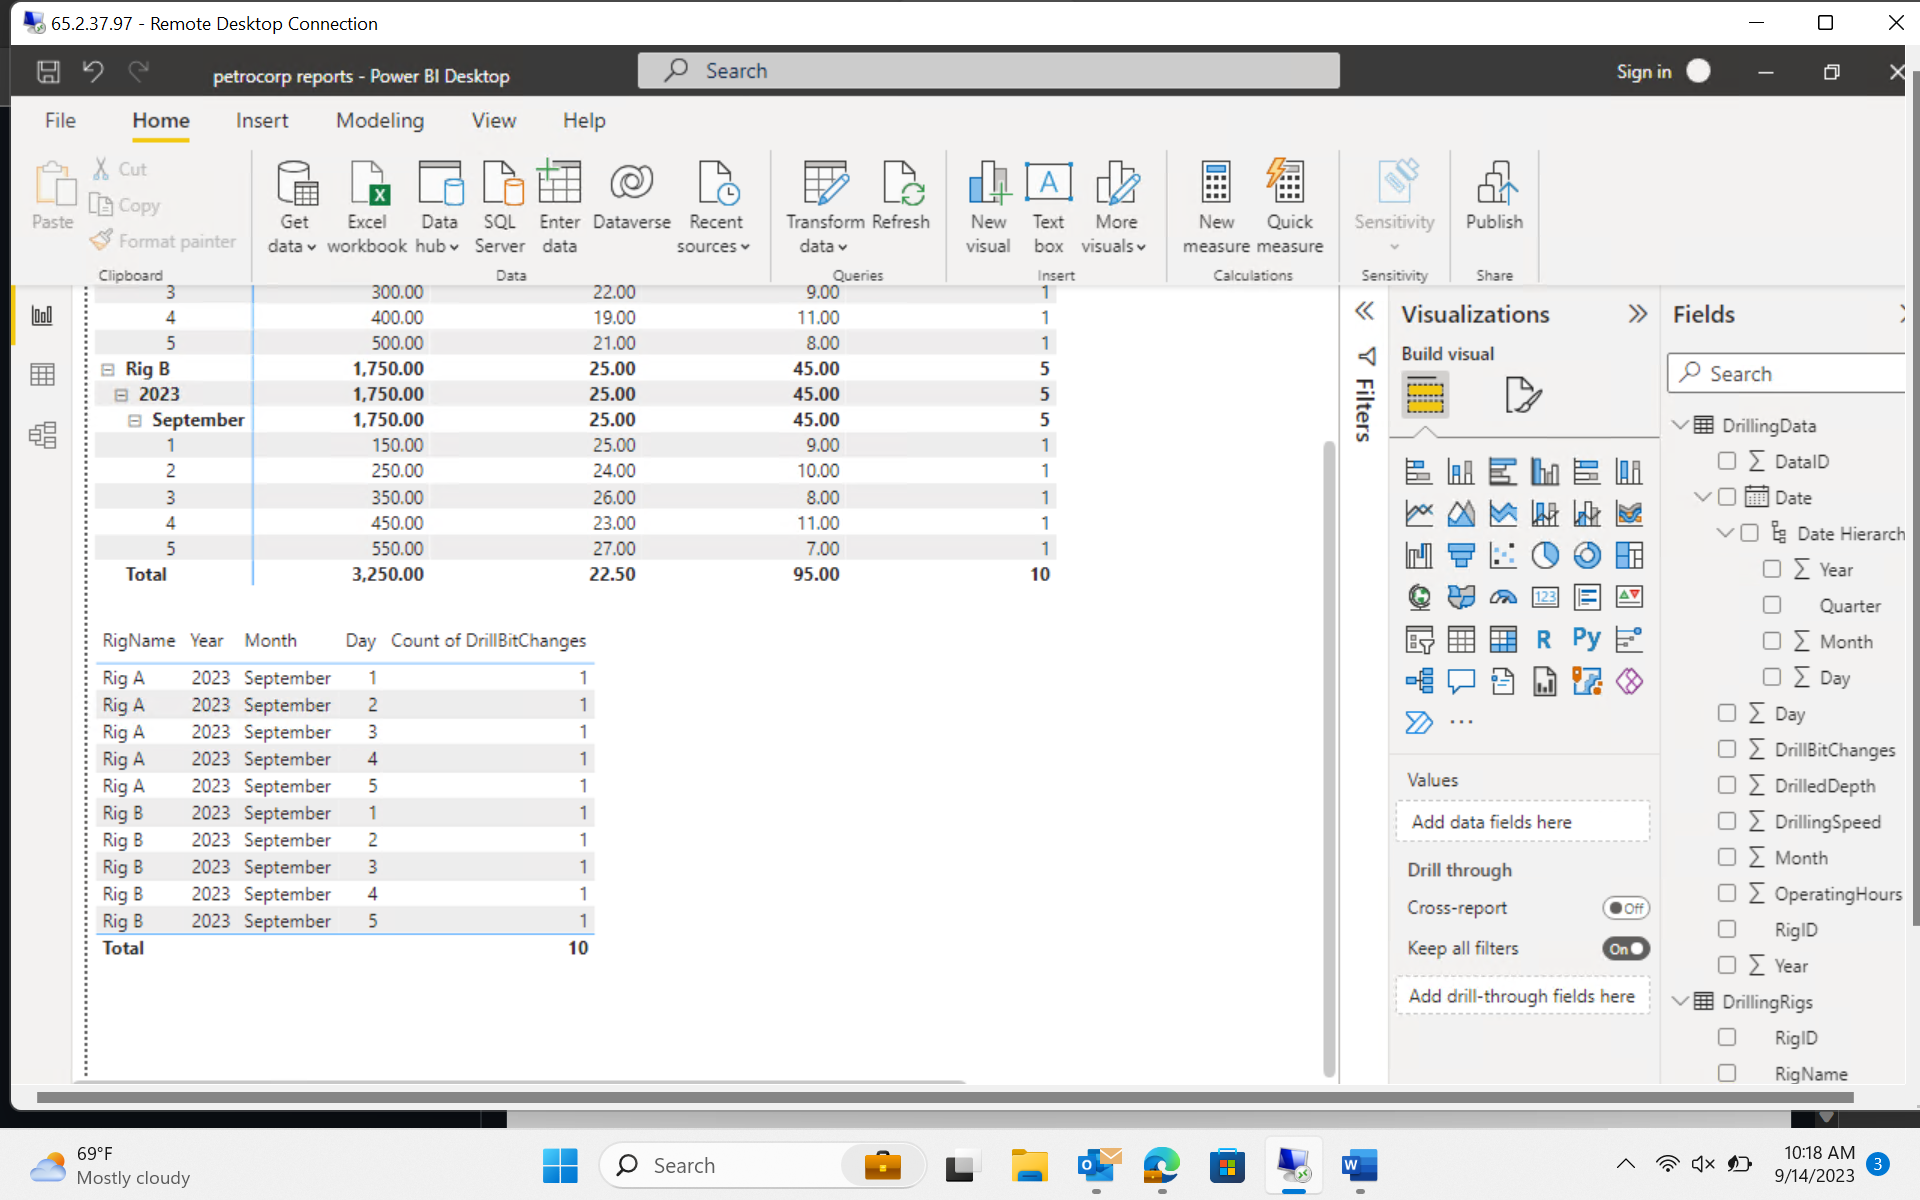 65.2.37.97 - Remote Desktop Connection
petrocorp reports - Power BI Desktop
Search
Sign in
File Home Insert Modeling View Help
Paste
Cut
Copy
Format painter
Clipboard
Get data
Excel workbook
Data hub
SQL Server
Enter data
Dataverse
Recent sources
Data
Transform data
Refresh
Queries
New visual
A
Text box
More visuals
Insert
New measure
Quick measure
Calculations
Sensitivity
Sensitivity
Publish
Share
3 300.00 22.00 9.00 1
4 400.00 19.00 11.00 1
5 500.00 21.00 8.00 1
Rig B 1,750.00 25.00 45.00 5
2023 1,750.00 25.00 45.00 5
September 1,750.00 25.00 45.00 5
1 150.00 25.00 9.00 1
2 250.00 24.00 10.00 1
3 350.00 26.00 8.00 1
4 450.00 23.00 11.00 1
5 550.00 27.00 7.00 1
Total 3,250.00 22.50 95.00 10
RigName Year Month Day Count of DrillBitChanges
Rig A 2023 September 1 1
Rig A 2023 September 2 1
Rig A 2023 September 3 1
Rig A 2023 September 4 1
Rig A 2023 September 5 1
Rig B 2023 September 1 1
Rig B 2023 September 2 1
Rig B 2023 September 3 1
Rig B 2023 September 4 1
Rig B 2023 September 5 1
Total 10
Filters
Visualizations
Build visual
123
R Py
Values
Add data fields here
Drill through
Cross-report Off
Keep all filters On
Add drill-through fields here
Fields
Search
DrillingData
DataID
Date
Date Hierarch
Year
Quarter
Month
Day
Day
DrillBitChanges
DrilledDepth
DrillingSpeed
Month
OperatingHours
RigID
Year
DrillingRigs
RigID
RigName
69°F
Mostly cloudy
Search
10:18 AM
9/14/2023
3